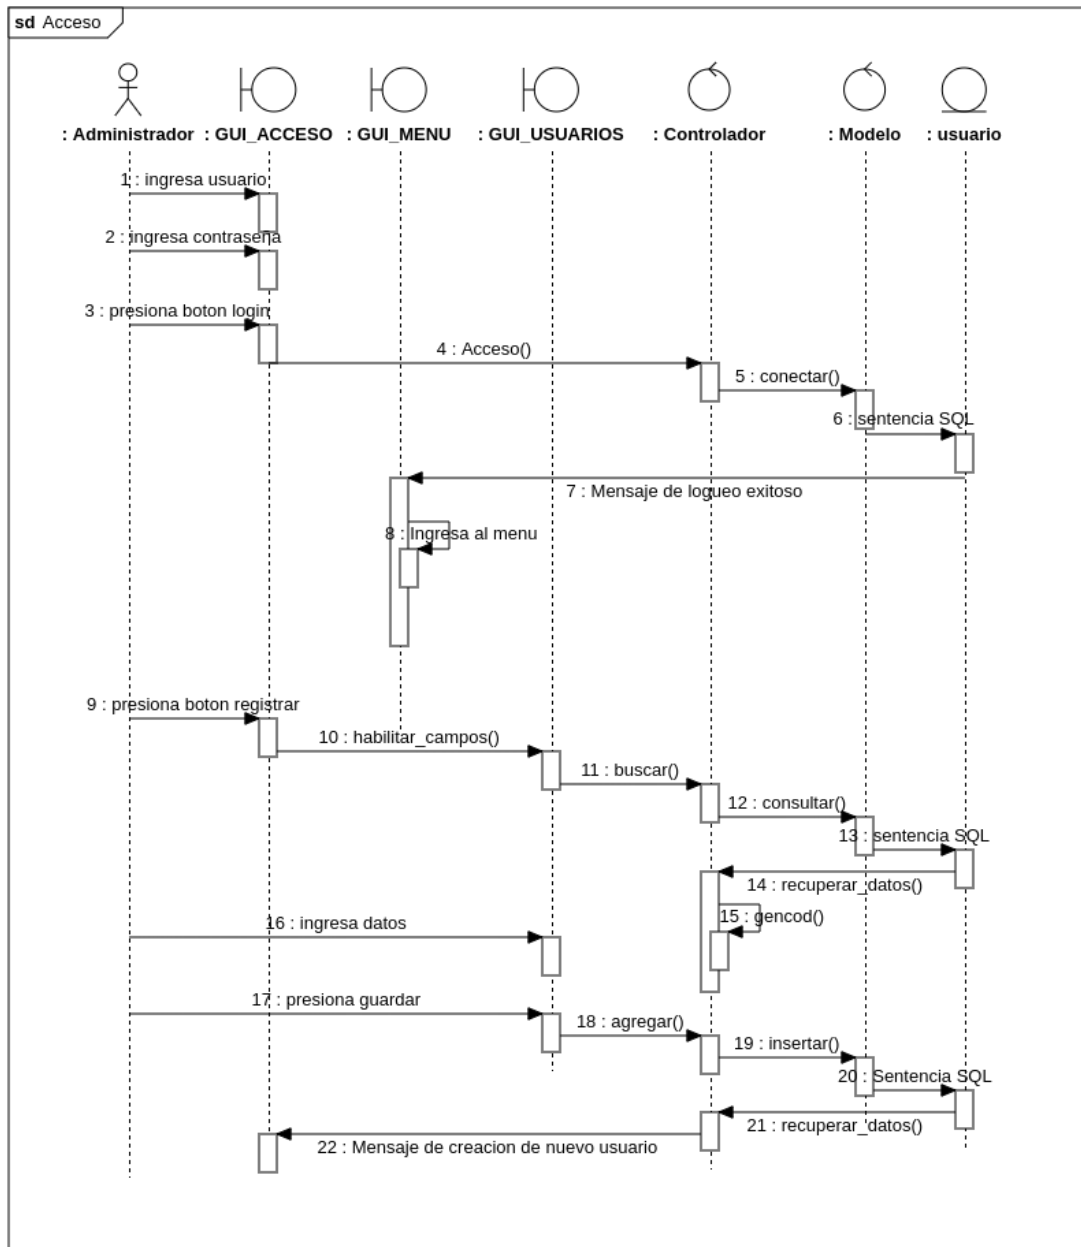 sd Acceso
: Administrador : GUI_ACCESO : GUI_MENU : GUI_USUARIOS : Controlador : Modelo : usuario
1 : ingresa usuario
2 : ingresa contraseña
3 : presiona boton login
4 : Acceso()
5 : conectar()
6 : sentencia SQL
7 : Mensaje de logueo exitoso
8 : Ingresa al menu
9 : presiona boton registrar
10 : habilitar_campos()
11 : buscar()
12 : consultar()
13 : sentencia SQL
14 : recuperar_datos()
15 : gencod()
16 : ingresa datos
17 : presiona guardar
18 : agregar()
19 : insertar()
20 : Sentencia SQL
21 : recuperar_datos()
22 : Mensaje de creacion de nuevo usuario